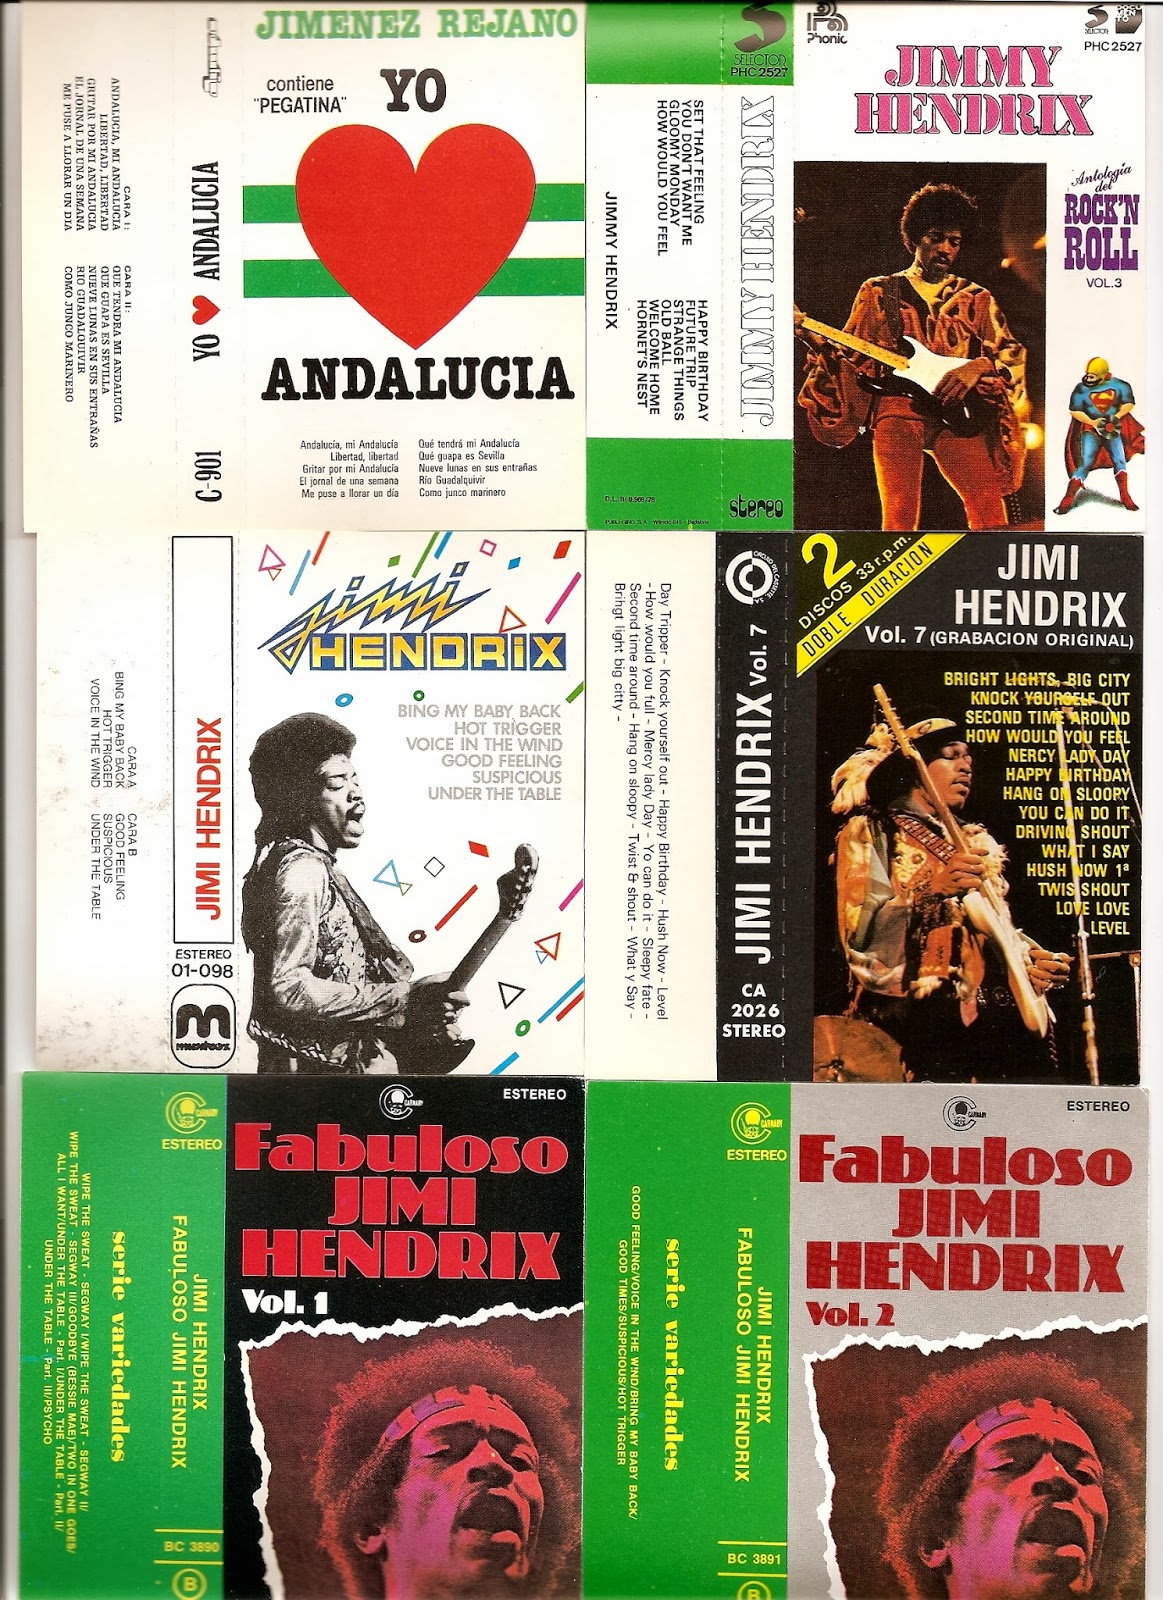 JIMENEZ REJANO
contiene
"PEGATINA"
YO
ANDALUCIA
Andalucía, mi Andalucía
Libertad, libertad
Gritar por mi Andalucía
El jornal de una semana
Me puse a llorar un día
Qué tendrá mi Andalucía
Qué guapa es Sevilla
Nueve lunas en sus entrañas
Río Guadalquivir
Como junco marinero
YO ANDALUCIA
C-901
CARA I:
ANDALUCIA, MI ANDALUCIA
LIBERTAD, LIBERTAD
GRITAR POR MI ANDALUCIA
EL JORNAL DE UNA SEMANA
ME PUSE A LLORAR UN DIA
CARA II:
QUE TENDRA MI ANDALUCIA
QUE GUAPA ES SEVILLA
NUEVE LUNAS EN SUS ENTRAÑAS
RIO GUADALQUIVIR
COMO JUNCO MARINERO
SELECTOR
PHC 2527
JIMMY HENDRIX
stereo
SET THAT FEELING
YOU DON'T WANT ME
GLOOMY MONDAY
HOW WOULD YOU FEEL
HAPPY BIRTHDAY
FUTURE TRIP
STRANGE THINGS
OLD BALL
WELCOME HOME
HORNET'S NEST
JIMMY HENDRIX
Phonic
SELECTOR
PHC 2527
JIMMY
HENDRIX
Antología
del
ROCK'N
ROLL
VOL.3
CARA A
BING MY BABY BACK
HOT TRIGGER
VOICE IN THE WIND
CARA B
GOOD FEELING
SUSPICIOUS
UNDER THE TABLE
JIMI HENDRIX
ESTEREO
01-098
Jimi
HENDRIX
BING MY BABY BACK
HOT TRIGGER
VOICE IN THE WIND
GOOD FEELING
SUSPICIOUS
UNDER THE TABLE
Day Tripper - Knock yourself out - Happy Birthday - Hush Now - Level
- How would you full - Mercy lady Day - Yo can do it - Sleepy fate -
Second time around - Hang on sloopy - Twist & shout - What y Say -
Brihgt light big citty -
CIRCULO DEL CASSETTE, S.A.
JIMI HENDRIX vol. 7
CA
2026
STEREO
2
DISCOS 33 r.p.m.
DOBLE DURACION
JIMI
HENDRIX
Vol. 7 (GRABACION ORIGINAL)
BRIGHT LIGHTS, BIG CITY
KNOCK YOURSELF OUT
SECOND TIME AROUND
HOW WOULD YOU FEEL
NERCY LADY DAY
HAPPY BIRTHDAY
HANG ON SLOOPY
YOU CAN DO IT
DRIVING SHOUT
WHAT I SAY
HUSH NOW 1ª
TWIS SHOUT
LOVE LOVE
LEVEL
CARNABY
ESTEREO
JIMI HENDRIX
FABULOSO JIMI HENDRIX
serie variedades
WIPE THE SWEAT - SEGWAY I/WIPE THE SWEAT - SEGWAY II/
WIPE THE SWEAT - SEGWAY III/GOODBYE (BESSIE MAE)/TWO IN ONE GOES/
ALL I WANT/UNDER THE TABLE - Part. I/UNDER THE TABLE - Part. II/
UNDER THE TABLE - Part. III/PSYCHO
BC 3890
B
CARNABY
ESTEREO
Fabuloso
JIMI
HENDRIX
Vol. 1
CARNABY
ESTEREO
JIMI HENDRIX
FABULOSO JIMI HENDRIX
serie variedades
GOOD FEELING/VOICE IN THE WIND/BRING MY BABY BACK/
GOOD TIMES/SUSPICIOUS/HOT TRIGGER
BC 3891
B
CARNABY
ESTEREO
Fabuloso
JIMI
HENDRIX
Vol. 2